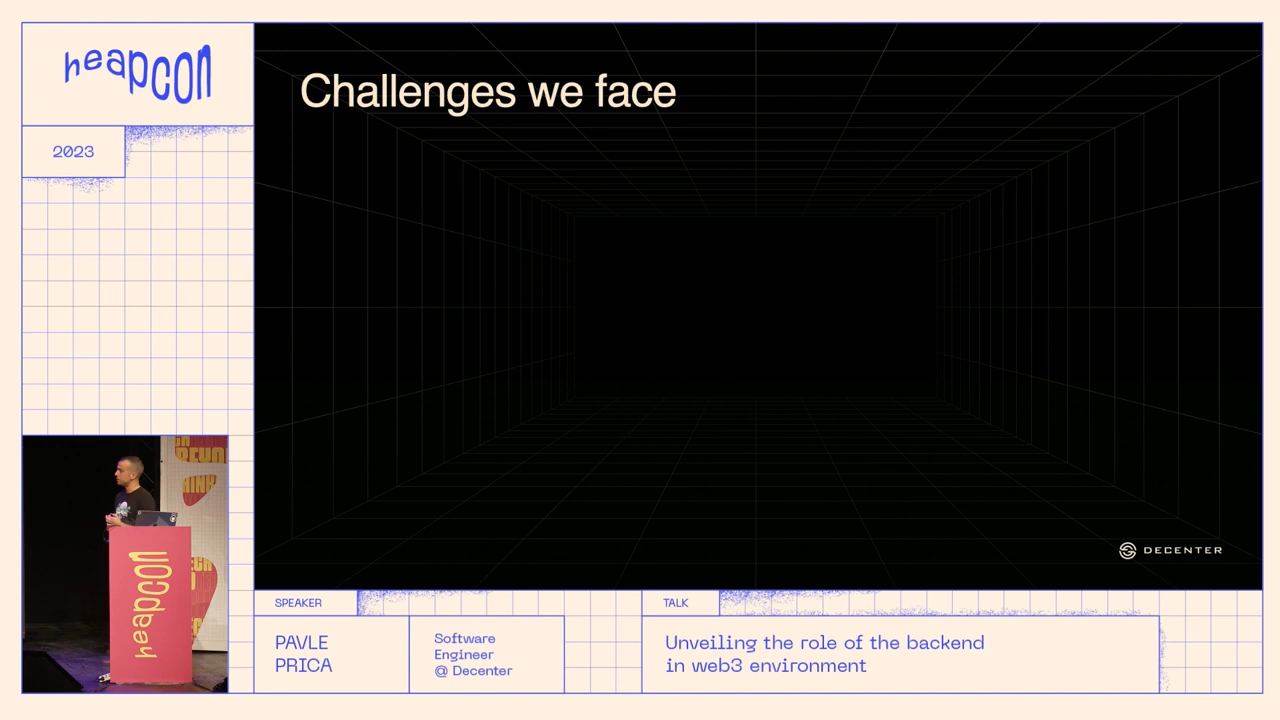 heapcon
2023
Challenges we face
DECENTER
heapcon
SPEAKER
PAVLE
PRICA
Software
Engineer
@ Decenter
TALK
Unveiling the role of the backend
in web3 environment